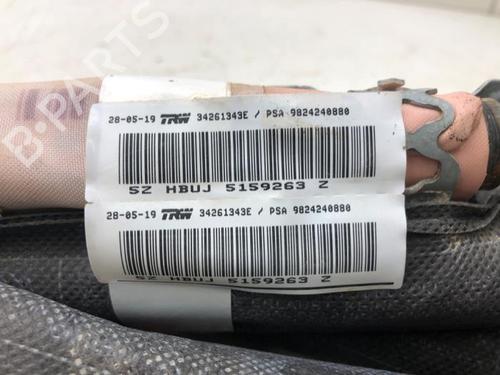 B-PARTS
28-05-19 TRW 34261343E / PSA 9824240880
SZ HBUJ 5159263 Z
28-05-19 TRW 34261343E / PSA 9824240880
SZ HBUJ 5159263 Z